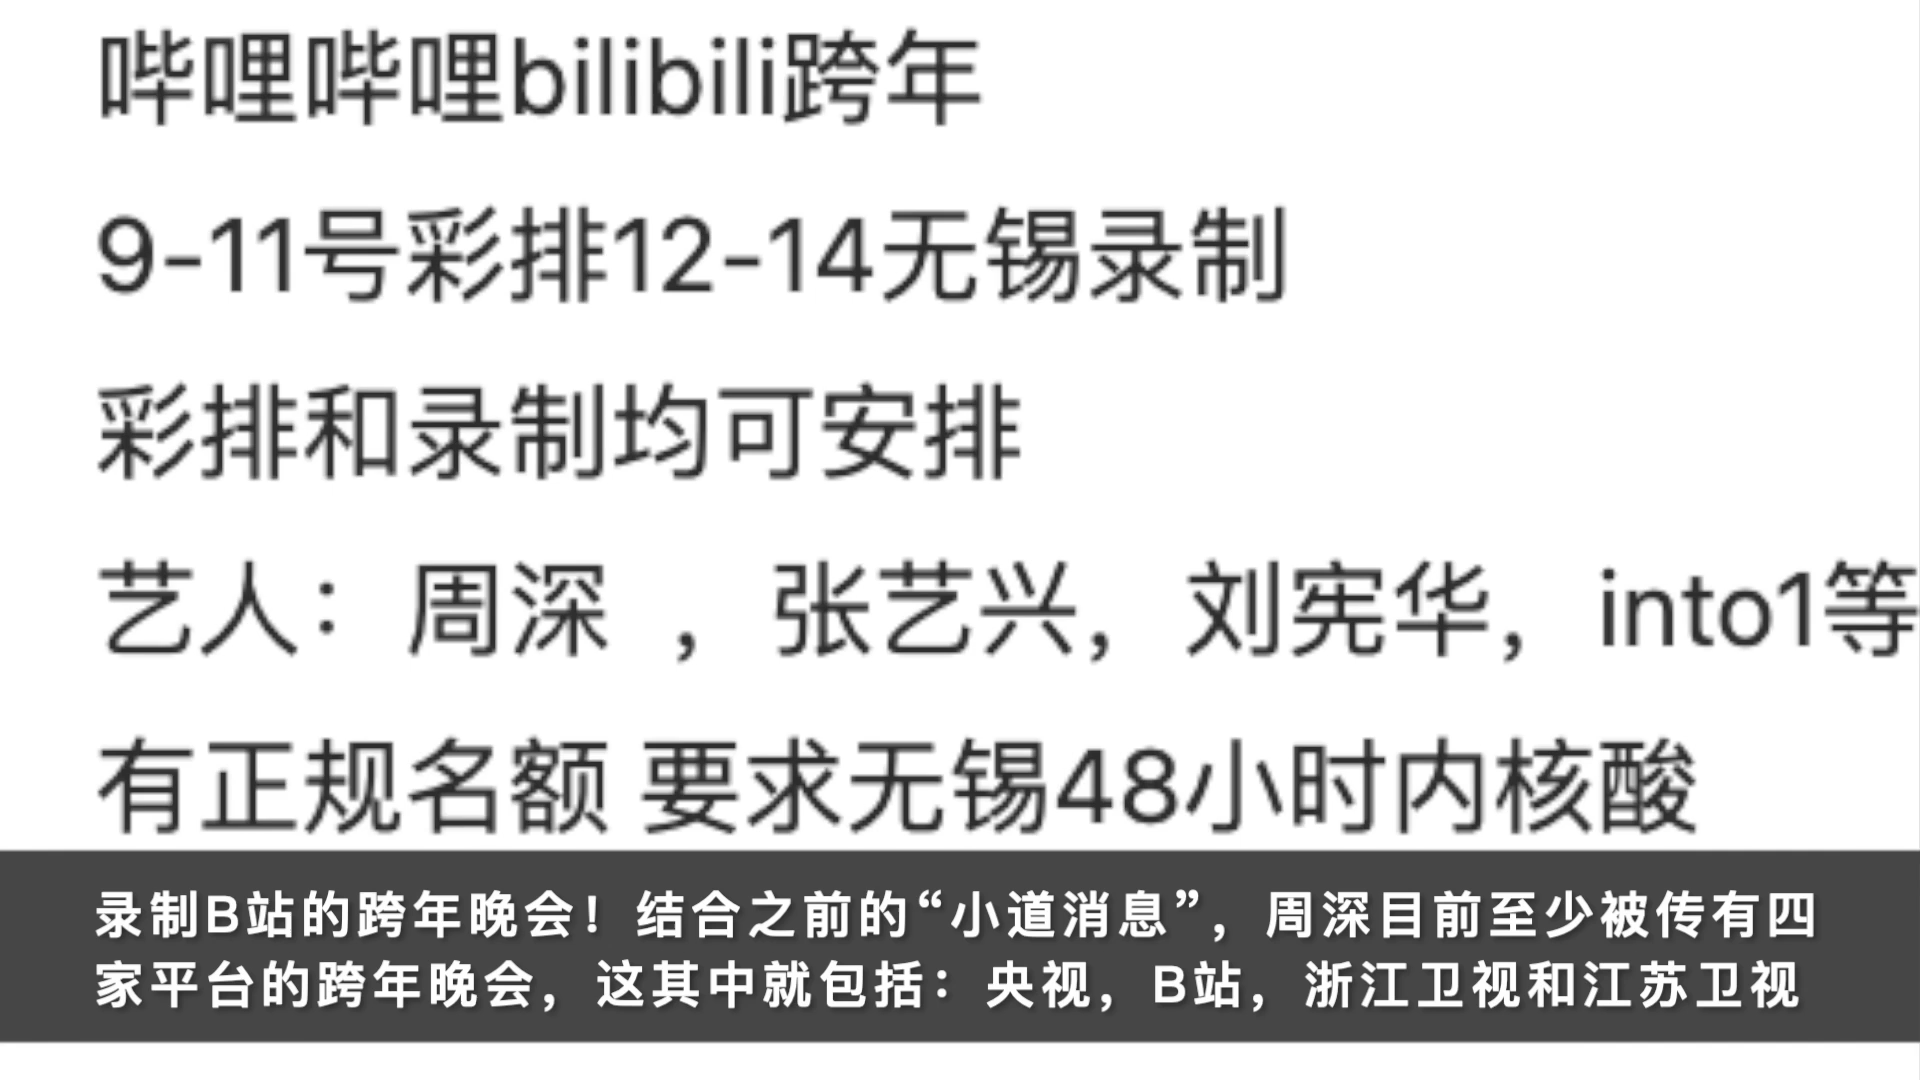 哔哩哔哩bilibili跨年
9-11号彩排12-14无锡录制
彩排和录制均可安排
艺人：周深 ，张艺兴，刘宪华，into1等
有正规名额 要求无锡48小时内核酸
录制B站的跨年晚会！结合之前的“小道消息”，周深目前至少被传有四
家平台的跨年晚会，这其中就包括：央视，B站，浙江卫视和江苏卫视